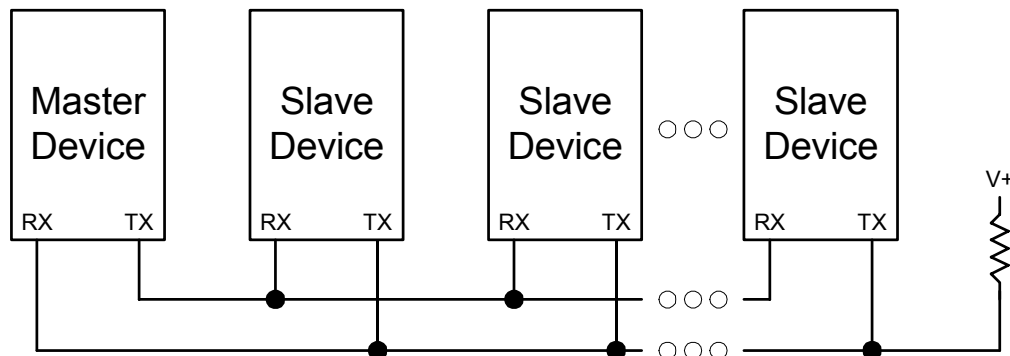 Master
Device
RX TX
Slave
Device
RX TX
Slave
Device
RX TX
Slave
Device
RX TX
V+